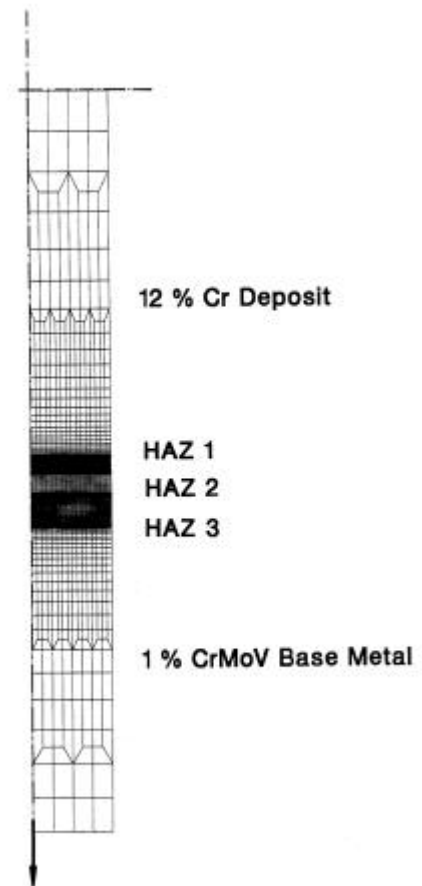 12 % Cr Deposit
HAZ 1
HAZ 2
HAZ 3
1 % CrMoV Base Metal